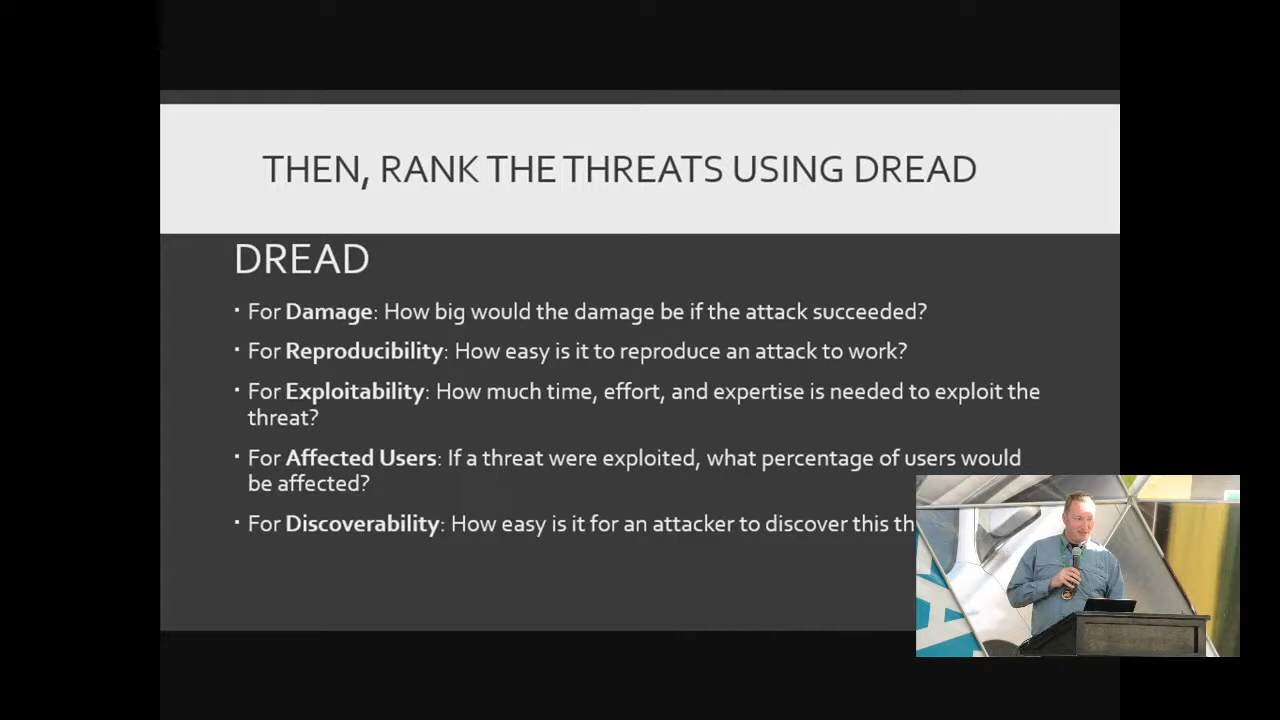 THEN, RANK THE THREATS USING DREAD
DREAD
▪ For Damage: How big would the damage be if the attack succeeded?
▪ For Reproducibility: How easy is it to reproduce an attack to work?
▪ For Exploitability: How much time, effort, and expertise is needed to exploit the
threat?
▪ For Affected Users: If a threat were exploited, what percentage of users would
be affected?
▪ For Discoverability: How easy is it for an attacker to discover this